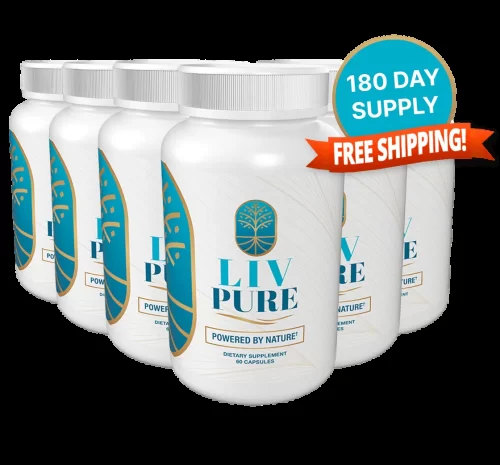 180 DAY
SUPPLY
FREE SHIPPING!
LIV
PURE
POWERED BY NATURE†
DIETARY SUPPLEMENT
60 CAPSULES